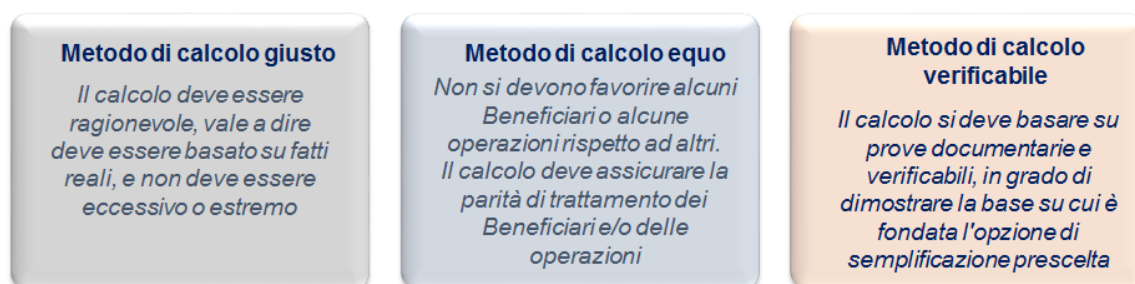 Metodo di calcolo giusto
Il calcolo deve essere
ragionevole, vale a dire
deve essere basato su fatti
reali, e non deve essere
eccessivo o estremo
Metodo di calcolo equo
Non si devono favorire alcuni
Beneficiari o alcune
operazioni rispetto ad altri.
Il calcolo deve assicurare la
parità di trattamento dei
Beneficiari e/o delle
operazioni
Metodo di calcolo
verificabile
Il calcolo si deve basare su
prove documentarie e
verificabili, in grado di
dimostrare la base su cui è
fondata l'opzione di
semplificazione prescelta